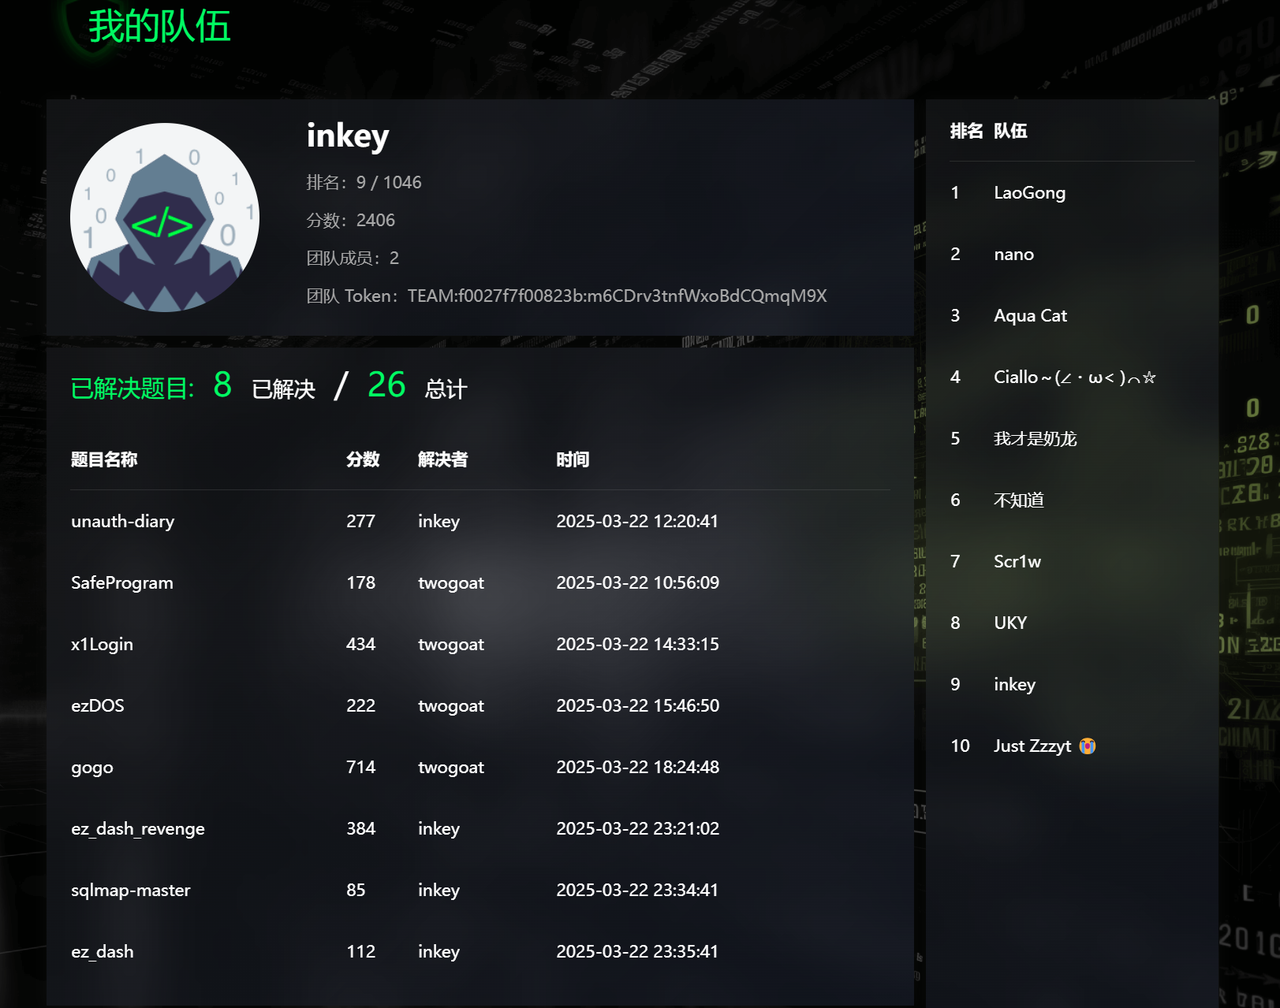 我的队伍
inkey
排名：9 / 1046
分数：2406
团队成员：2
团队 Token：TEAM:f0027f7f00823b:m6CDrv3tnfWxoBdCQmqM9X
已解决题目: 8 已解决 / 26 总计
题目名称 分数 解决者 时间
unauth-diary 277 inkey 2025-03-22 12:20:41
SafeProgram 178 twogoat 2025-03-22 10:56:09
x1Login 434 twogoat 2025-03-22 14:33:15
ezDOS 222 twogoat 2025-03-22 15:46:50
gogo 714 twogoat 2025-03-22 18:24:48
ez_dash_revenge 384 inkey 2025-03-22 23:21:02
sqlmap-master 85 inkey 2025-03-22 23:34:41
ez_dash 112 inkey 2025-03-22 23:35:41
排名 队伍
1 LaoGong
2 nano
3 Aqua Cat
4 Ciallo～(∠・ω< )⌒☆
5 我才是奶龙
6 不知道
7 Scr1w
8 UKY
9 inkey
10 Just Zzzyt 😭